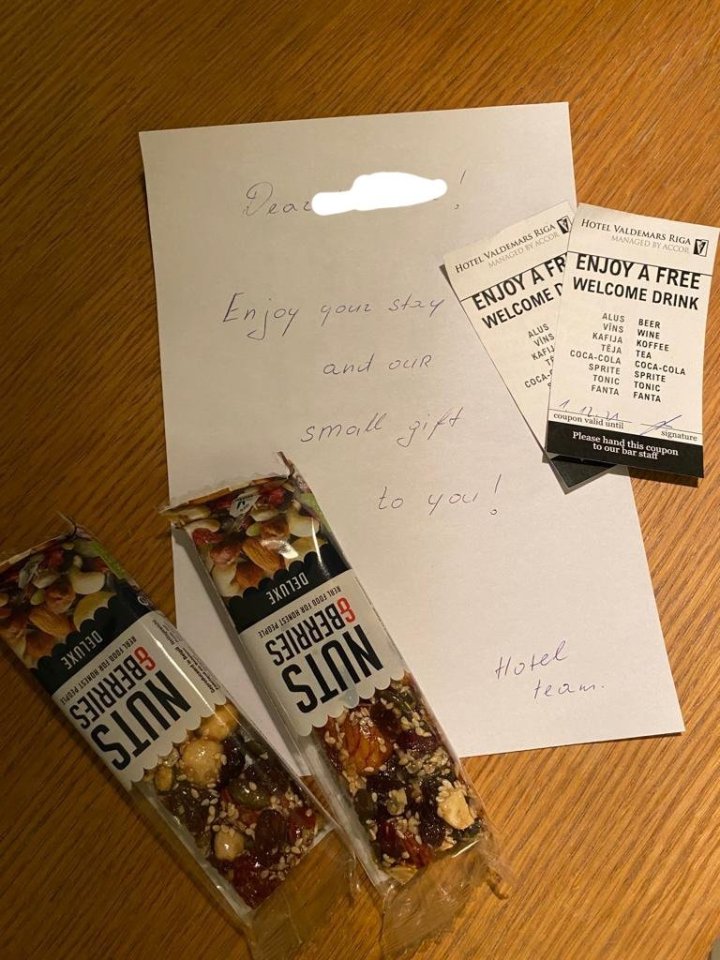 Dear !
Enjoy your stay
and our
small gift
to you!
Hotel
team.
HOTEL VALDEMARS RIGA
MANAGED BY ACCOR
ENJOY A FR
WELCOME D
ALUS
VĪNS
KAFIJ
COCA-
HOTEL VALDEMARS RIGA
MANAGED BY ACCOR
ENJOY A FREE
WELCOME DRINK
ALUS BEER
VĪNS WINE
KAFIJA KOFFEE
TĒJA TEA
COCA-COLA COCA-COLA
SPRITE SPRITE
TONIC TONIC
FANTA FANTA
coupon valid until signature
Please hand this coupon
to our bar staff
DELUXE
REAL FOOD FOR HONEST PEOPLE
NUTS
&BERRIES
DELUXE
REAL FOOD FOR HONEST PEOPLE
NUTS
&BERRIES